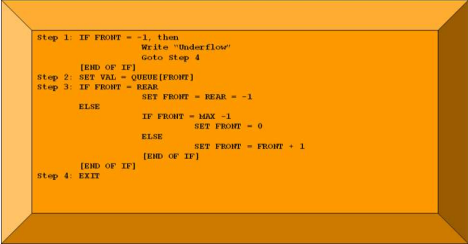 Step 1: IF FRONT = -1, then
Write "Underflow"
Goto Step 4
[END OF IF]
Step 2: SET VAL = QUEUE[FRONT]
Step 3: IF FRONT = REAR
SET FRONT = REAR = -1
ELSE
IF FRONT = MAX -1
SET FRONT = 0
ELSE
SET FRONT = FRONT + 1
[END OF IF]
[END OF IF]
Step 4: EXIT